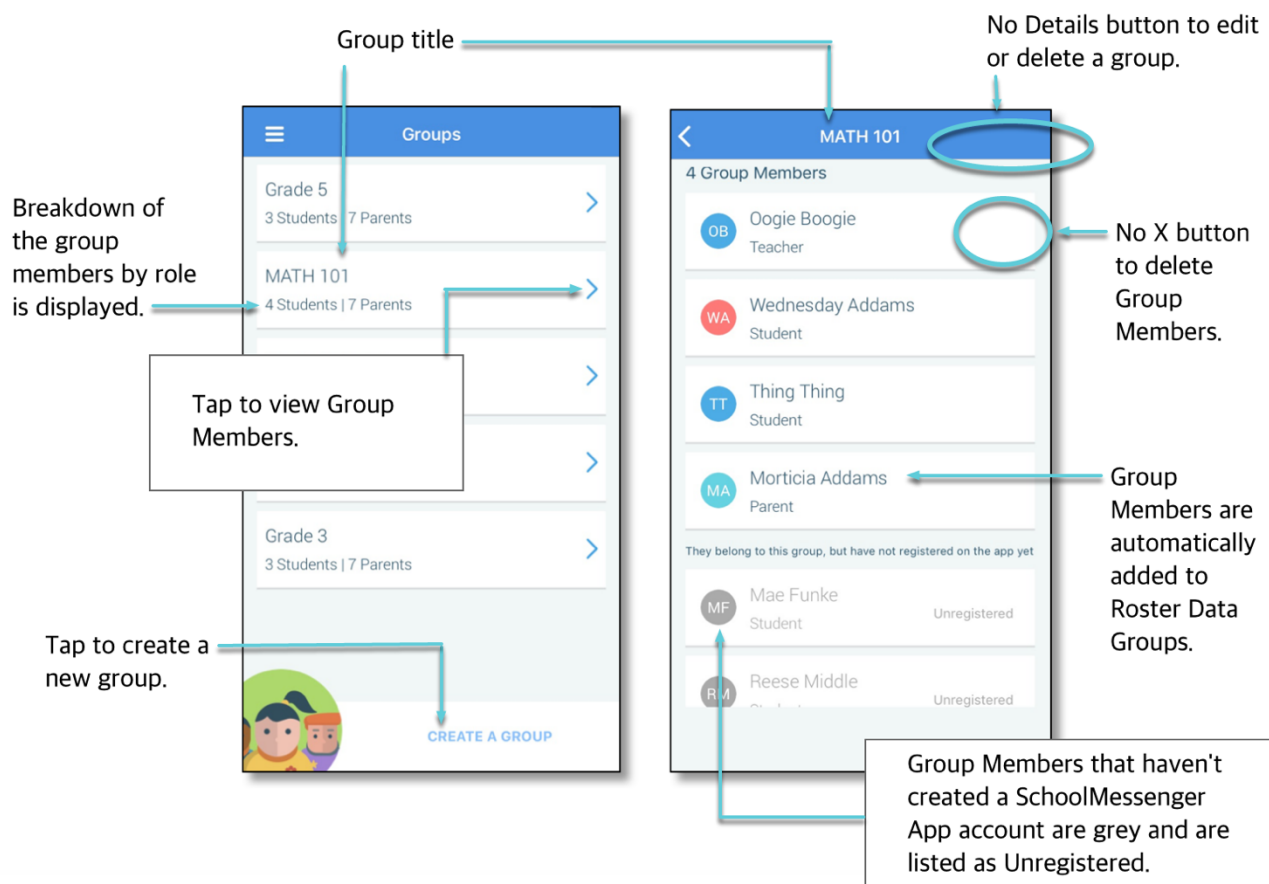 Group title
No Details button to edit
or delete a group.
Groups
Grade 5
3 Students | 7 Parents
MATH 101
4 Students | 7 Parents
Grade 3
3 Students | 7 Parents
CREATE A GROUP
Breakdown of
the group
members by role
is displayed.
Tap to view Group
Members.
Tap to create a
new group.
MATH 101
4 Group Members
OB
Oogie Boogie
Teacher
WA
Wednesday Addams
Student
TT
Thing Thing
Student
MA
Morticia Addams
Parent
They belong to this group, but have not registered on the app yet
MF
Mae Funke
Student
Unregistered
RM
Reese Middle
Unregistered
No X button
to delete
Group
Members.
Group
Members are
automatically
added to
Roster Data
Groups.
Group Members that haven't
created a SchoolMessenger
App account are grey and are
listed as Unregistered.